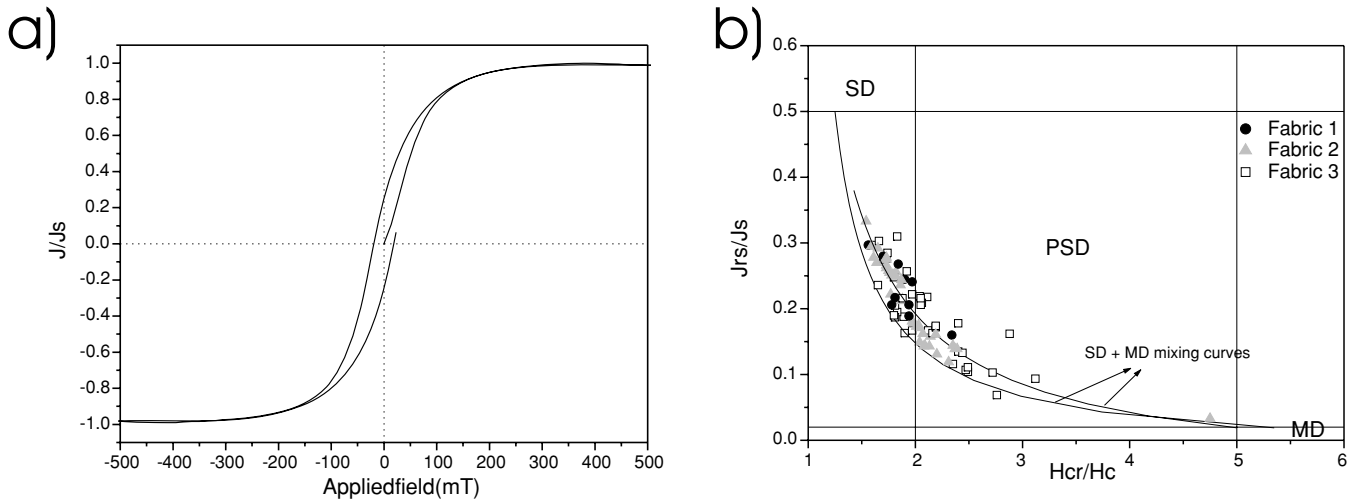 a)
J/Js
1.0
0.8
0.6
0.4
0.2
0.0
-0.2
-0.4
-0.6
-0.8
-1.0
-500 -400 -300 -200 -100 0 100 200 300 400 500
Appliedfield(mT)
b)
Jrs/Js
0.6
0.5
0.4
0.3
0.2
0.1
0.0
SD
Fabric 1
Fabric 2
Fabric 3
PSD
SD + MD mixing curves
MD
1 2 3 4 5 6
Hcr/Hc